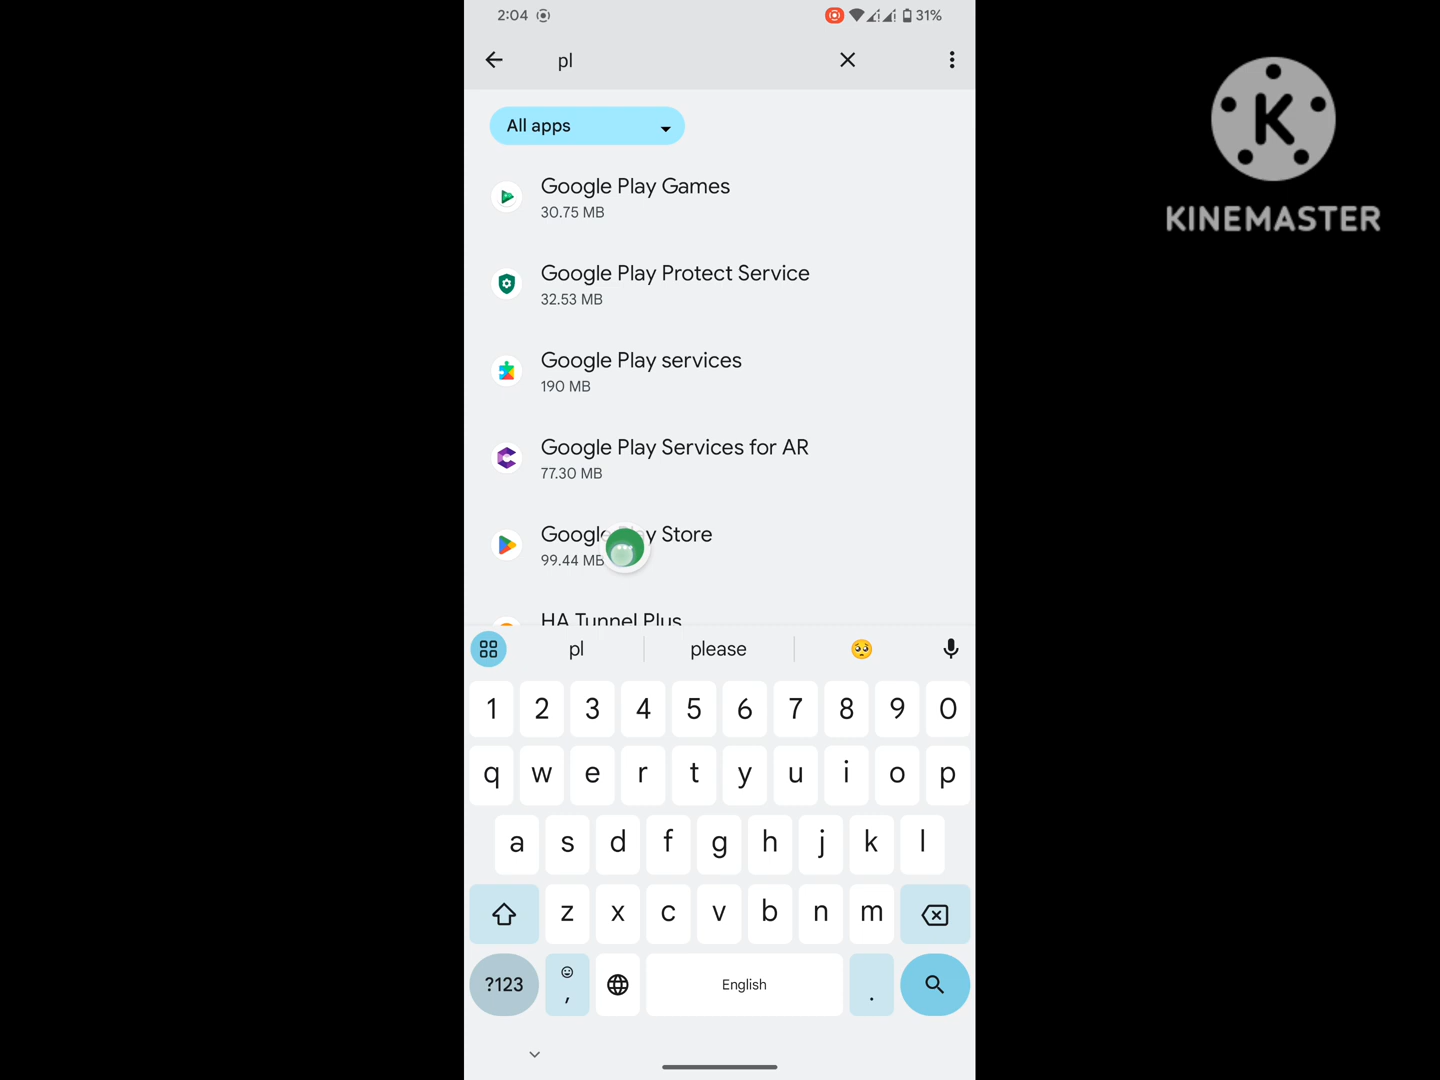 2:04 31%
pl
All apps
Google Play Games
30.75 MB
Google Play Protect Service
32.53 MB
Google Play services
190 MB
Google Play Services for AR
77.30 MB
Google Play Store
99.44 MB
HA Tunnel Plus
pl please 🥺
1 2 3 4 5 6 7 8 9 0
q w e r t y u i o p
a s d f g h j k l
z x c v b n m
?123 , English .
K
KINEMASTER